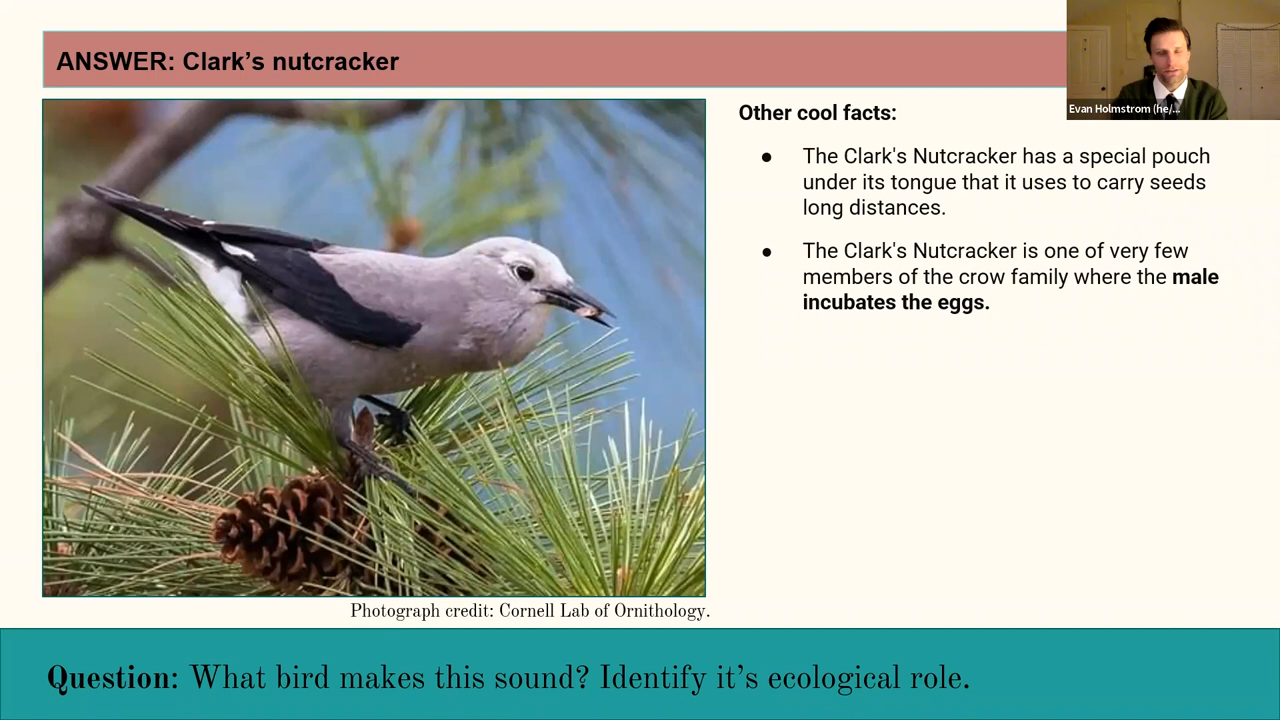 ANSWER: Clark’s nutcracker
Evan Holmstrom (he/...
Other cool facts:
● The Clark's Nutcracker has a special pouch
under its tongue that it uses to carry seeds
long distances.
● The Clark's Nutcracker is one of very few
members of the crow family where the male
incubates the eggs.
Photograph credit: Cornell Lab of Ornithology.
Question: What bird makes this sound? Identify it’s ecological role.